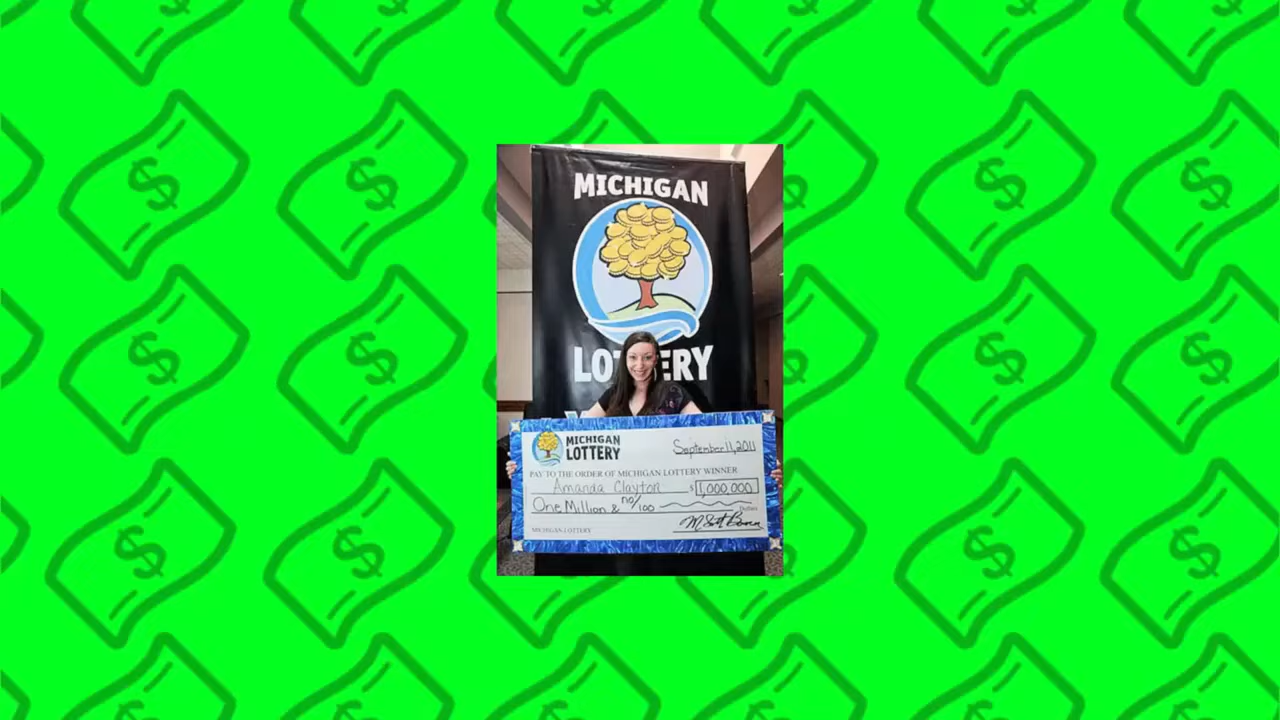 MICHIGAN
LOTTERY
MICHIGAN
LOTTERY
September 11, 2011
PAY TO THE ORDER OF MICHIGAN LOTTERY WINNER
Amanda Clayton $ 1,000,000
One Million & no/100 Dollars
MICHIGAN LOTTERY